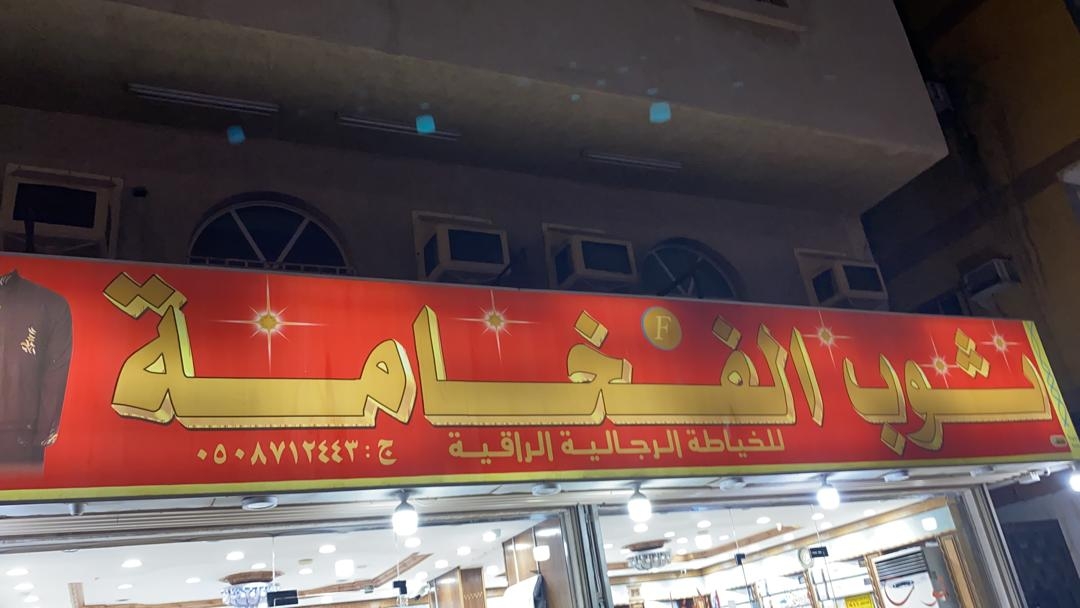 ثوب الفخامة
F
للخياطة الرجالية الراقية
ج : ٠٥٠٨٧١٢٤٤٣